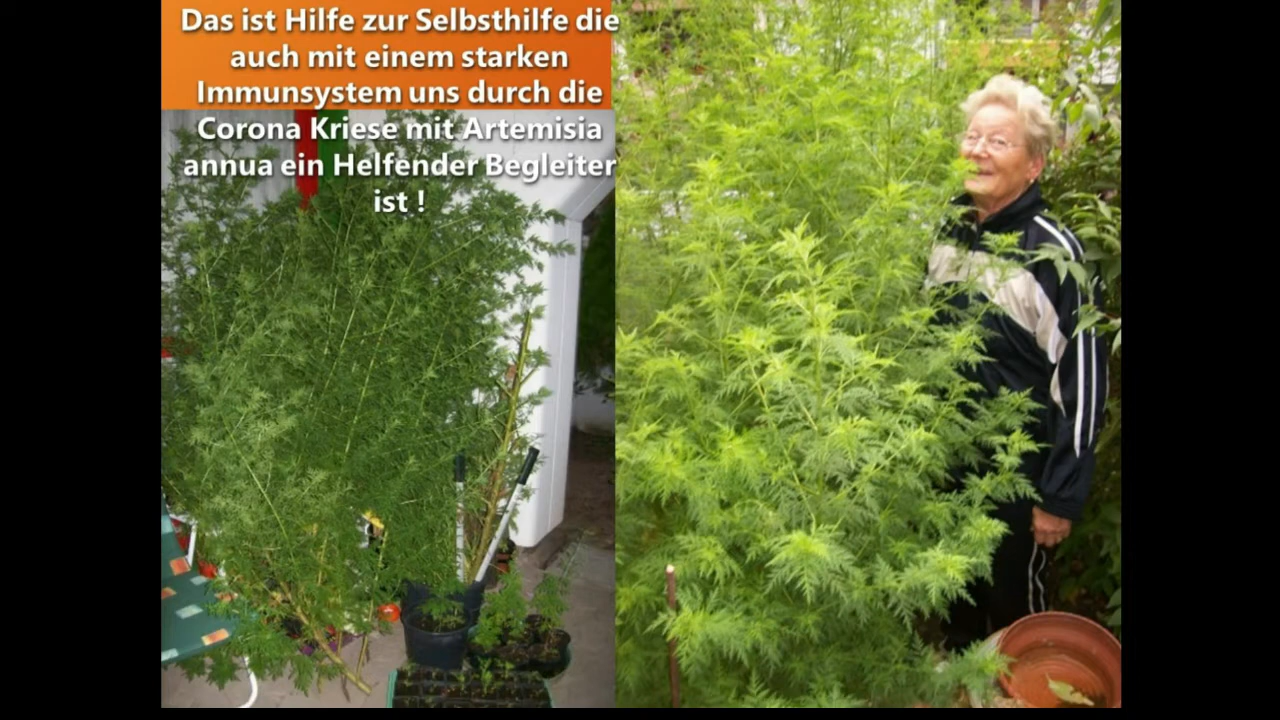 Das ist Hilfe zur Selbsthilfe die
auch mit einem starken
Immunsystem uns durch die
Corona Kriese mit Artemisia
annua ein Helfender Begleiter
ist !